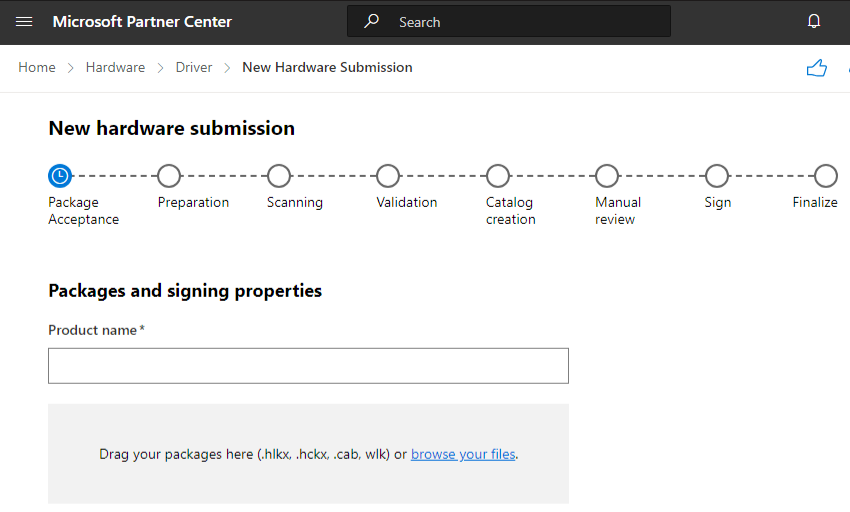 Microsoft Partner Center
Search
Home > Hardware > Driver > New Hardware Submission
New hardware submission
Package Acceptance
Preparation
Scanning
Validation
Catalog creation
Manual review
Sign
Finalize
Packages and signing properties
Product name*
Drag your packages here (.hlkx, .hckx, .cab, wlk) or browse your files.